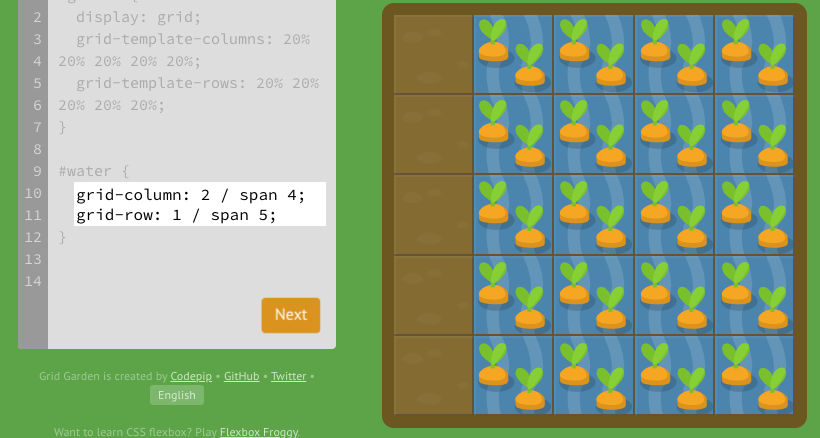 2 display: grid;
3 grid-template-columns: 20%
4 20% 20% 20% 20%;
5 grid-template-rows: 20% 20%
6 20% 20% 20%;
7 }
8
9 #water {
10 grid-column: 2 / span 4;
11 grid-row: 1 / span 5;
12 }
13
14
Next
Grid Garden is created by Codepip • GitHub • Twitter •
English
Want to learn CSS flexbox? Play Flexbox Froggy.